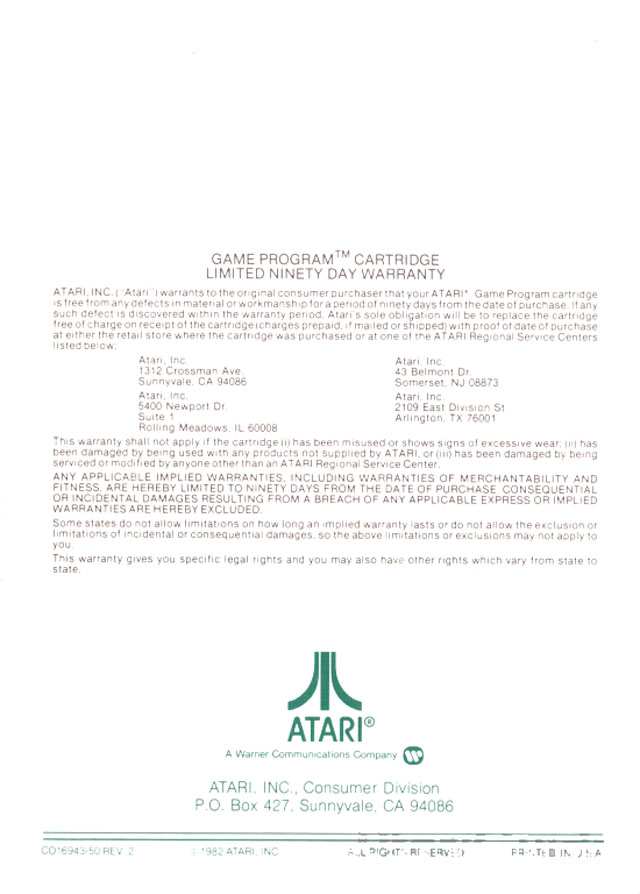 GAME PROGRAM™ CARTRIDGE
LIMITED NINETY DAY WARRANTY
ATARI, INC. ("Atari") warrants to the original consumer purchaser that your ATARI® Game Program cartridge
is free from any defects in material or workmanship for a period of ninety days from the date of purchase. If any
such defect is discovered within the warranty period, Atari's sole obligation will be to replace the cartridge
free of charge on receipt of the cartridge (charges prepaid, if mailed or shipped) with proof of date of purchase
at either the retail store where the cartridge was purchased or at one of the ATARI Regional Service Centers
listed below:
Atari, Inc.
1312 Crossman Ave.
Sunnyvale, CA 94086
Atari, Inc.
43 Belmont Dr.
Somerset, NJ 08873
Atari, Inc.
5400 Newport Dr.
Suite 1
Rolling Meadows, IL 60008
Atari, Inc.
2109 East Division St
Arlington, TX 76001
This warranty shall not apply if the cartridge (i) has been misused or shows signs of excessive wear, (ii) has
been damaged by being used with any products not supplied by ATARI, or (iii) has been damaged by being
serviced or modified by anyone other than an ATARI Regional Service Center.
ANY APPLICABLE IMPLIED WARRANTIES, INCLUDING WARRANTIES OF MERCHANTABILITY AND
FITNESS, ARE HEREBY LIMITED TO NINETY DAYS FROM THE DATE OF PURCHASE. CONSEQUENTIAL
OR INCIDENTAL DAMAGES RESULTING FROM A BREACH OF ANY APPLICABLE EXPRESS OR IMPLIED
WARRANTIES ARE HEREBY EXCLUDED.
Some states do not allow limitations on how long an implied warranty lasts or do not allow the exclusion or
limitations of incidental or consequential damages, so the above limitations or exclusions may not apply to
you.
This warranty gives you specific legal rights and you may also have other rights which vary from state to
state.
ATARI®
A Warner Communications Company
ATARI, INC., Consumer Division
P.O. Box 427, Sunnyvale, CA 94086
CO16943-50 REV. 2
© 1982 ATARI, INC.
ALL RIGHTS RESERVED
PRINTED IN U.S.A.